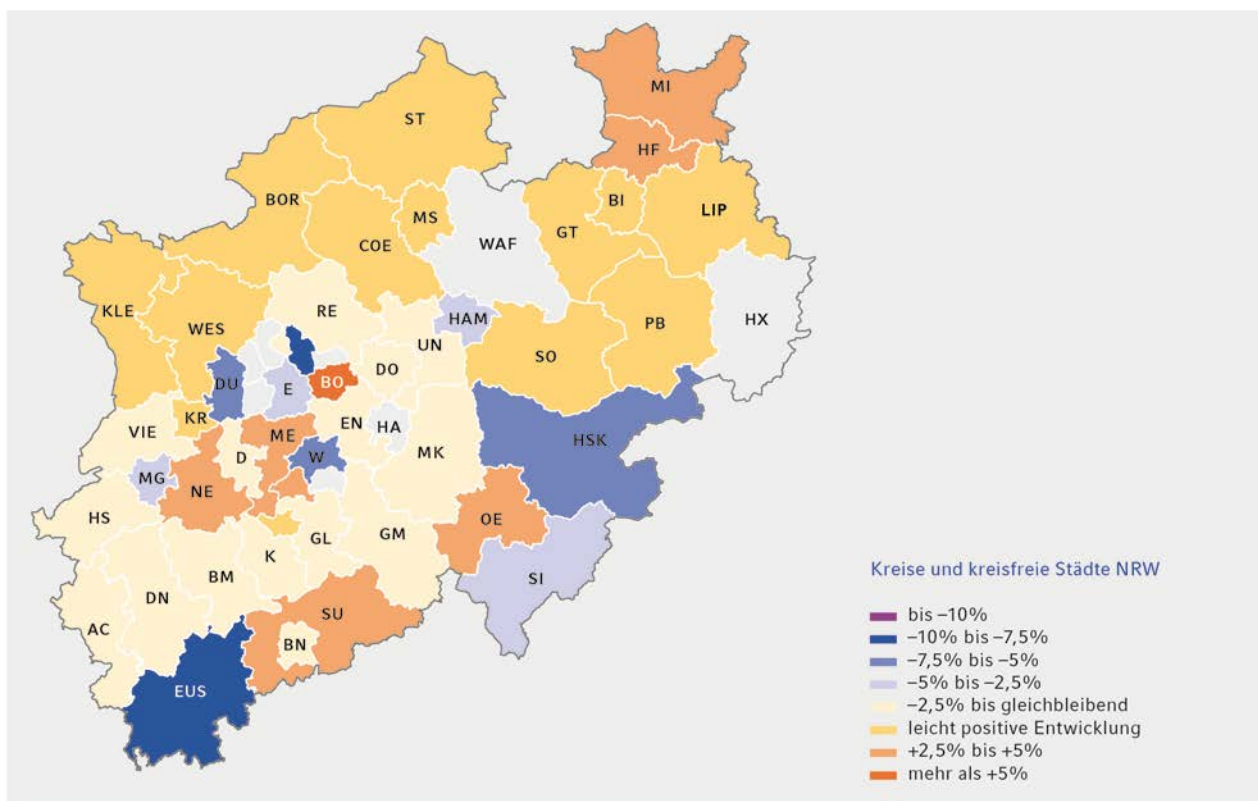 MI
ST
HF
BOR
BI
LIP
MS
GT
WAF
COE
KLE
RE
HAM
PB
HX
WES
UN
SO
DO
DU
E
BO
KR
EN
HA
VIE
ME
HSK
D
W
MK
MG
NE
HS
OE
GL
GM
K
BM
SI
DN
SU
AC
BN
EUS
Kreise und kreisfreie Städte NRW
bis –10%
–10% bis –7,5%
–7,5% bis –5%
–5% bis –2,5%
–2,5% bis gleichbleibend
leicht positive Entwicklung
+2,5% bis +5%
mehr als +5%